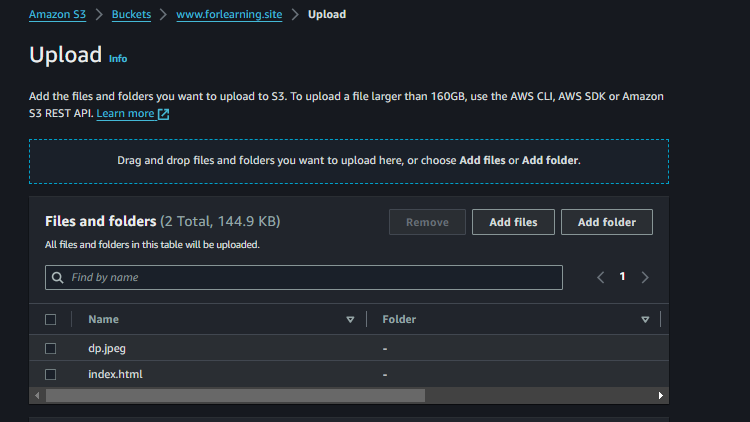 Amazon S3 > Buckets > www.forlearning.site > Upload
Upload Info
Add the files and folders you want to upload to S3. To upload a file larger than 160GB, use the AWS CLI, AWS SDK or Amazon
S3 REST API. Learn more
Drag and drop files and folders you want to upload here, or choose Add files or Add folder.
Files and folders (2 Total, 144.9 KB)
Remove
Add files
Add folder
All files and folders in this table will be uploaded.
Find by name
1
Name
Folder
dp.jpeg -
index.html -